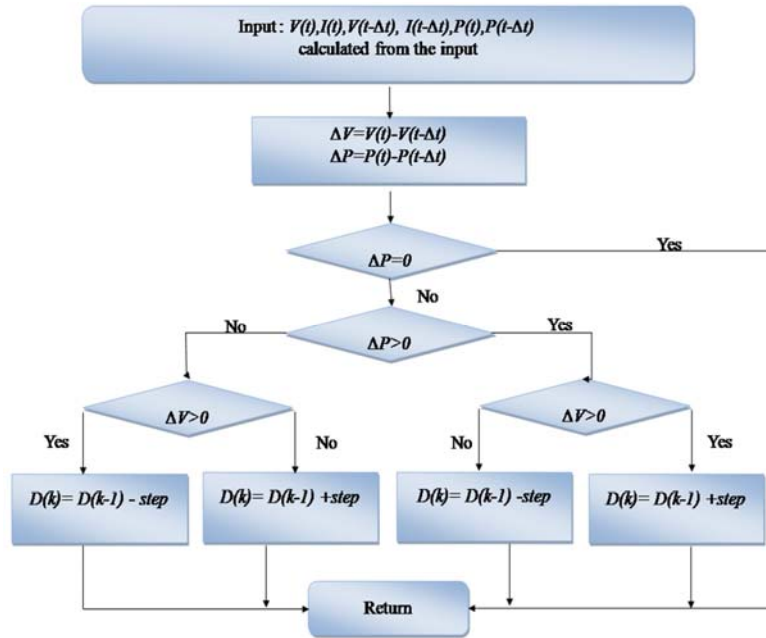 Input: V(t),I(t),V(t-Δt), I(t-Δt),P(t),P(t-Δt)
calculated from the input
ΔV=V(t)-V(t-Δt)
ΔP=P(t)-P(t-Δt)
ΔP=0
Yes
No
ΔP>0
No
Yes
ΔV>0
ΔV>0
Yes
No
No
Yes
D(k)= D(k-1) - step
D(k)= D(k-1) +step
D(k)= D(k-1) -step
D(k)= D(k-1) +step
Return